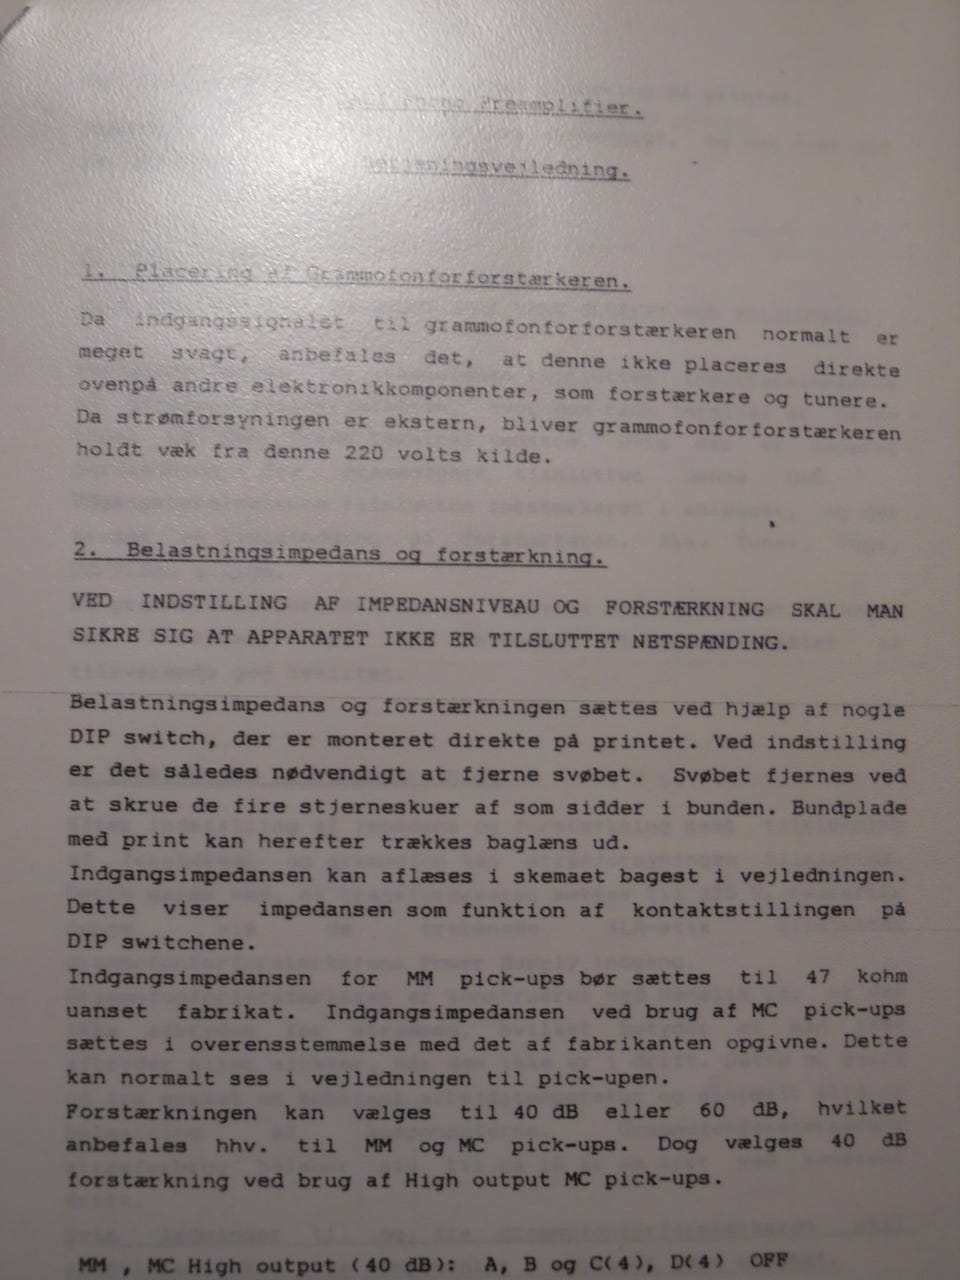 Preamplifier.
Betjeningsvejledning.
1. Placering af Grammofonforforstærkeren.
Da indgangssignalet til grammofonforforstærkeren normalt er
meget svagt, anbefales det, at denne ikke placeres direkte
ovenpå andre elektronikkomponenter, som forstærkere og tunere.
Da strømforsyningen er ekstern, bliver grammofonforforstærkeren
holdt væk fra denne 220 volts kilde.
2. Belastningsimpedans og forstærkning.
VED INDSTILLING AF IMPEDANSNIVEAU OG FORSTÆRKNING SKAL MAN
SIKRE SIG AT APPARATET IKKE ER TILSLUTTET NETSPÆNDING.
Belastningsimpedans og forstærkningen sættes ved hjælp af nogle
DIP switch, der er monteret direkte på printet. Ved indstilling
er det således nødvendigt at fjerne svøbet. Svøbet fjernes ved
at skrue de fire stjerneskuer af som sidder i bunden. Bundplade
med print kan herefter trækkes baglæns ud.
Indgangsimpedansen kan aflæses i skemaet bagest i vejledningen.
Dette viser impedansen som funktion af kontaktstillingen på
DIP switchene.
Indgangsimpedansen for MM pick-ups bør sættes til 47 kohm
uanset fabrikat. Indgangsimpedansen ved brug af MC pick-ups
sættes i overensstemmelse med det af fabrikanten opgivne. Dette
kan normalt ses i vejledningen til pick-upen.
Forstærkningen kan vælges til 40 dB eller 60 dB, hvilket
anbefales hhv. til MM og MC pick-ups. Dog vælges 40 dB
forstærkning ved brug af High output MC pick-ups.
MM , MC High output (40 dB): A, B og C(4), D(4) OFF